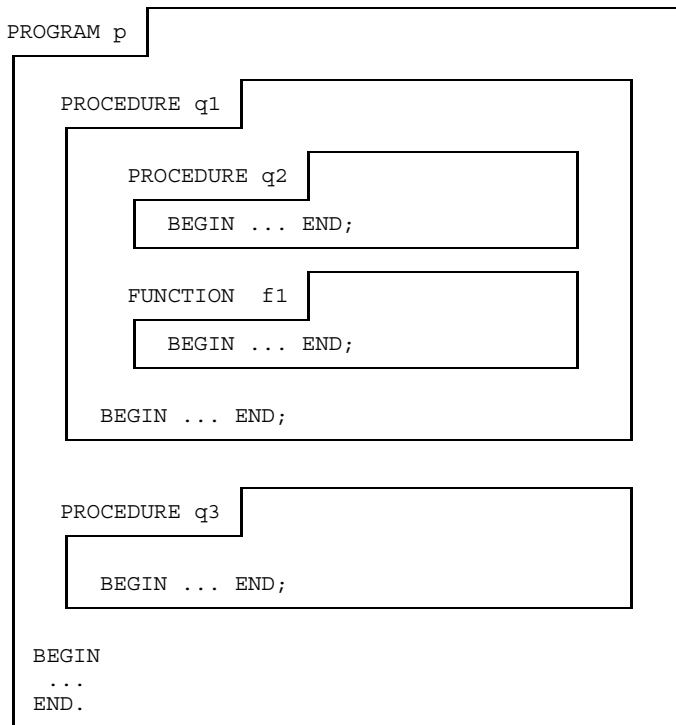 PROGRAM p
PROCEDURE q1
PROCEDURE q2
BEGIN ... END;
FUNCTION f1
BEGIN ... END;
BEGIN ... END;
PROCEDURE q3
BEGIN ... END;
BEGIN
...
END.